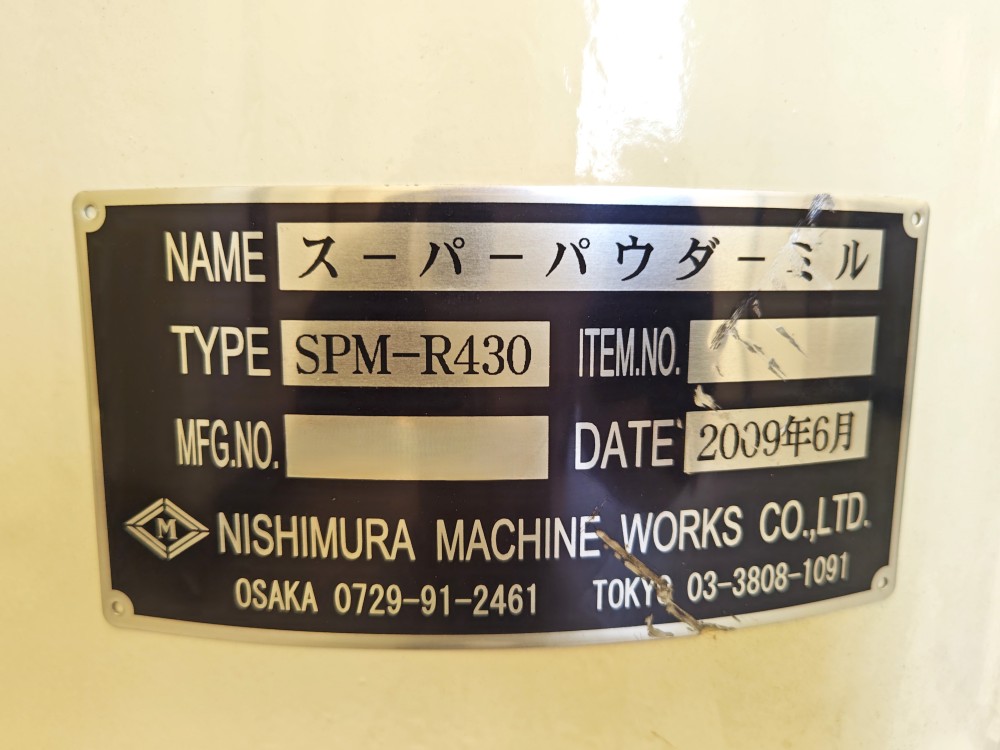 NAME スーパーパウダーミル
TYPE SPM-R430 ITEM.NO.
MFG.NO. DATE 2009年6月
M NISHIMURA MACHINE WORKS CO.,LTD.
OSAKA 0729-91-2461 TOKYO 03-3808-1091